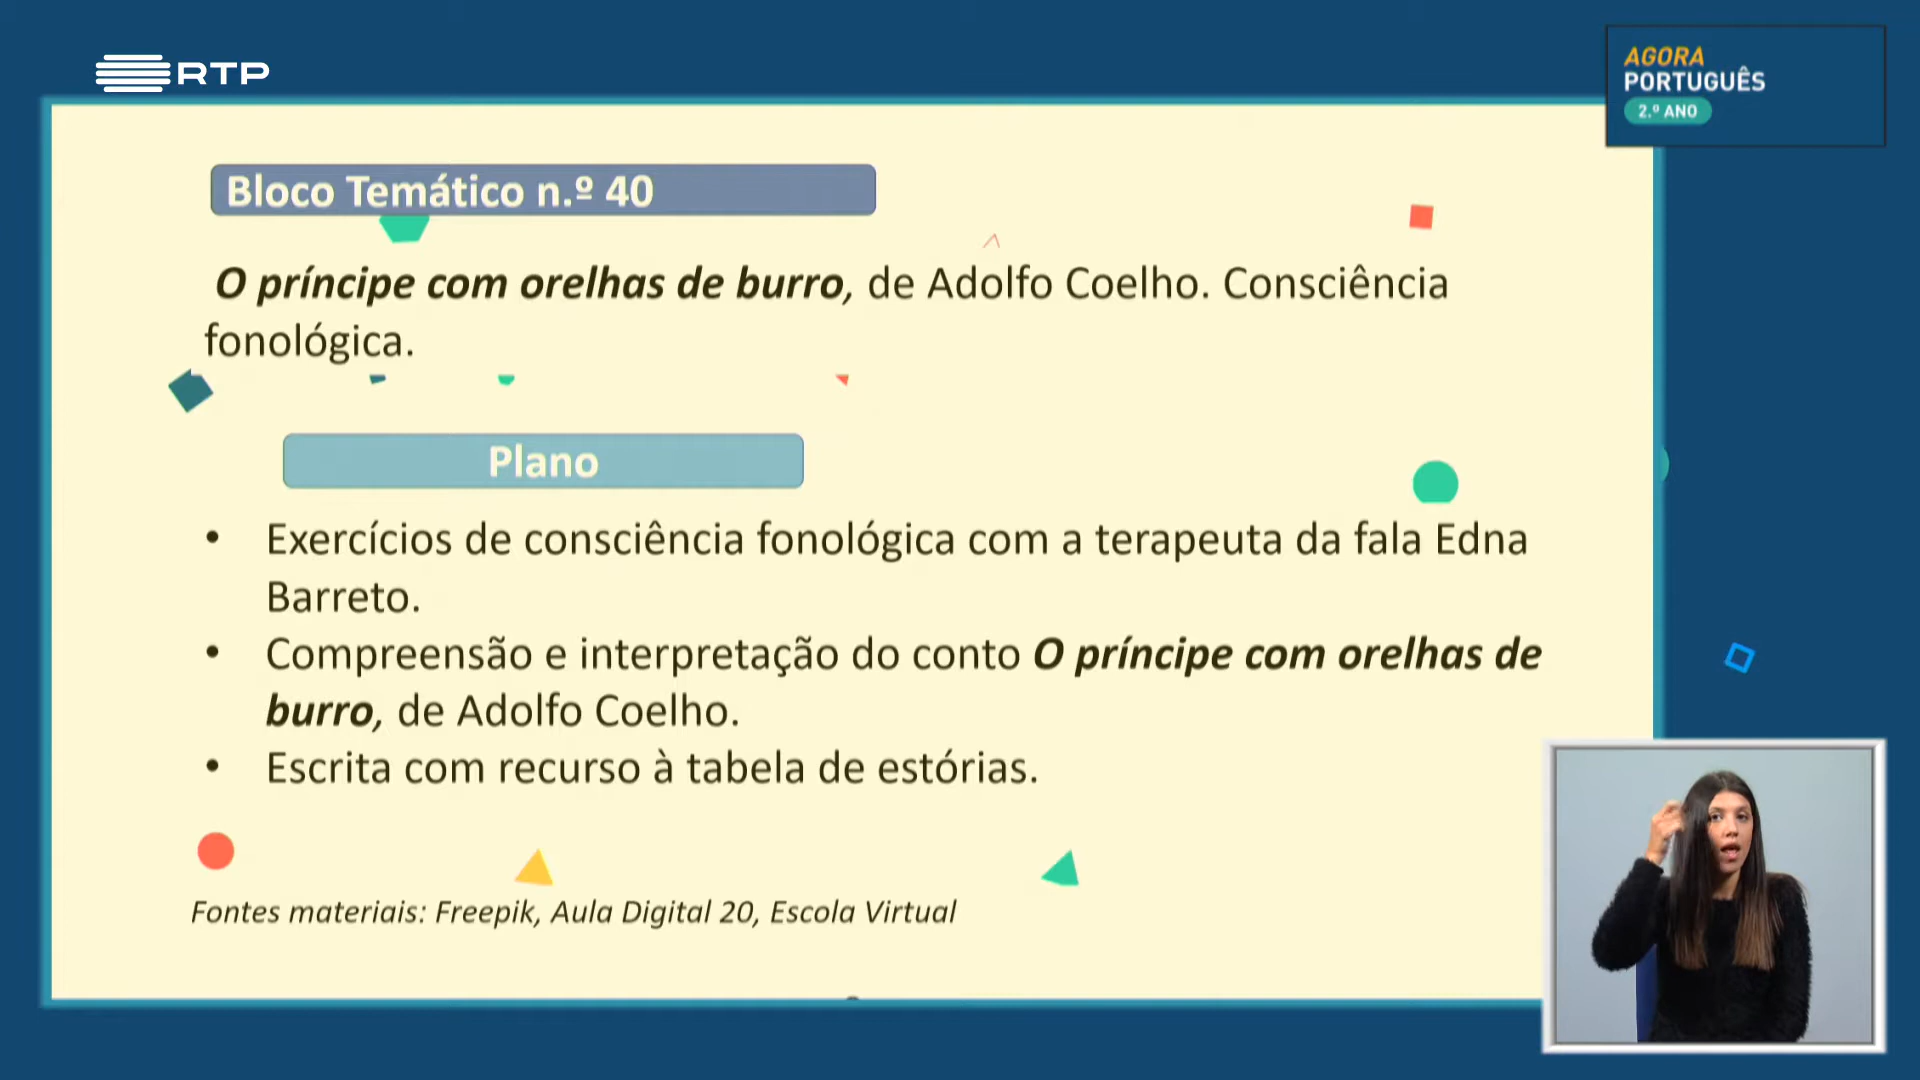 RTP
AGORA
PORTUGUÊS
2.º ANO
Bloco Temático n.º 40
O príncipe com orelhas de burro, de Adolfo Coelho. Consciência
fonológica.
Plano
• Exercícios de consciência fonológica com a terapeuta da fala Edna
Barreto.
• Compreensão e interpretação do conto O príncipe com orelhas de
burro, de Adolfo Coelho.
• Escrita com recurso à tabela de estórias.
Fontes materiais: Freepik, Aula Digital 20, Escola Virtual